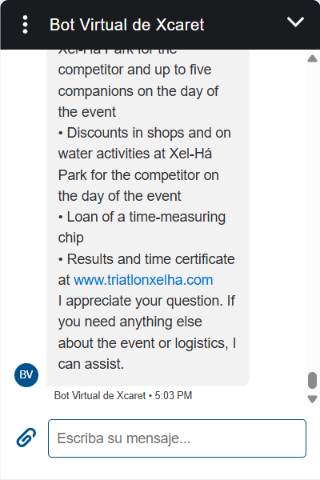 Bot Virtual de Xcaret
Xel-Há Park for the
competitor and up to five
companions on the day of
the event
• Discounts in shops and on
water activities at Xel-Há
Park for the competitor on
the day of the event
• Loan of a time-measuring
chip
• Results and time certificate
at www.triatlonxelha.com
I appreciate your question. If
you need anything else
about the event or logistics, I
can assist.
BV
Bot Virtual de Xcaret • 5:03 PM
Escriba su mensaje...